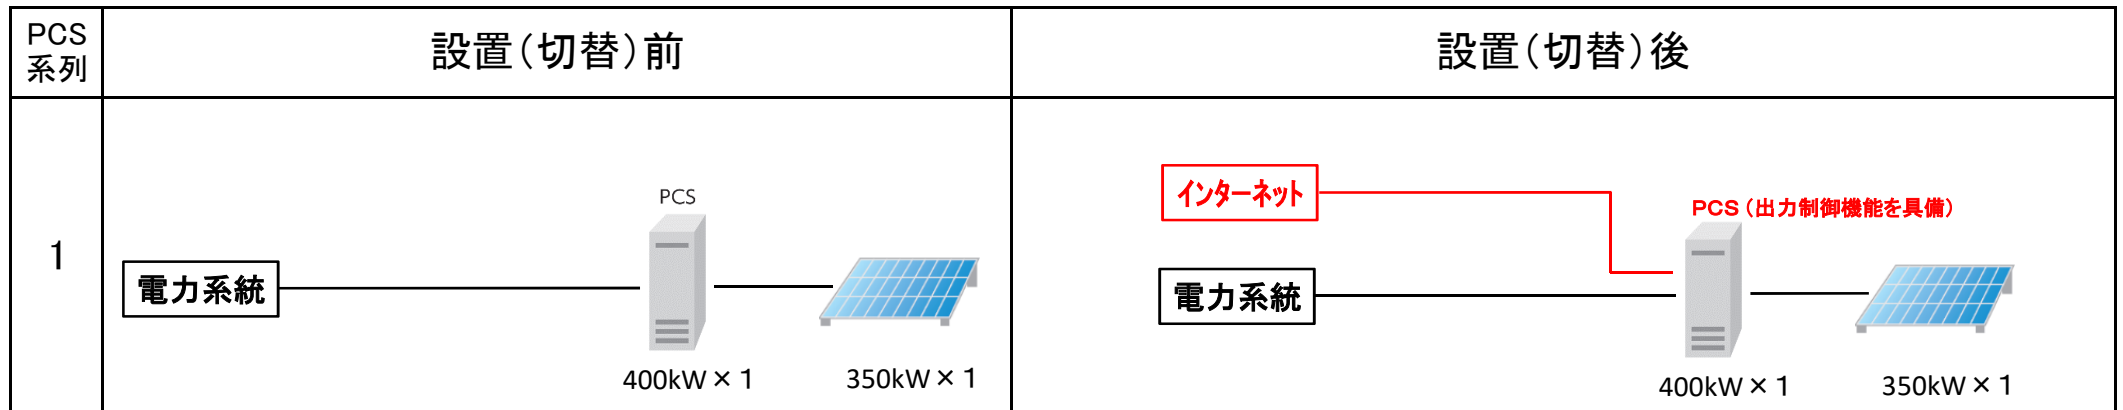 PCS
系列
設置(切替)前
設置(切替)後
1
電力系統
PCS
400kW × 1
350kW × 1
インターネット
電力系統
PCS(出力制御機能を具備)
400kW × 1
350kW × 1